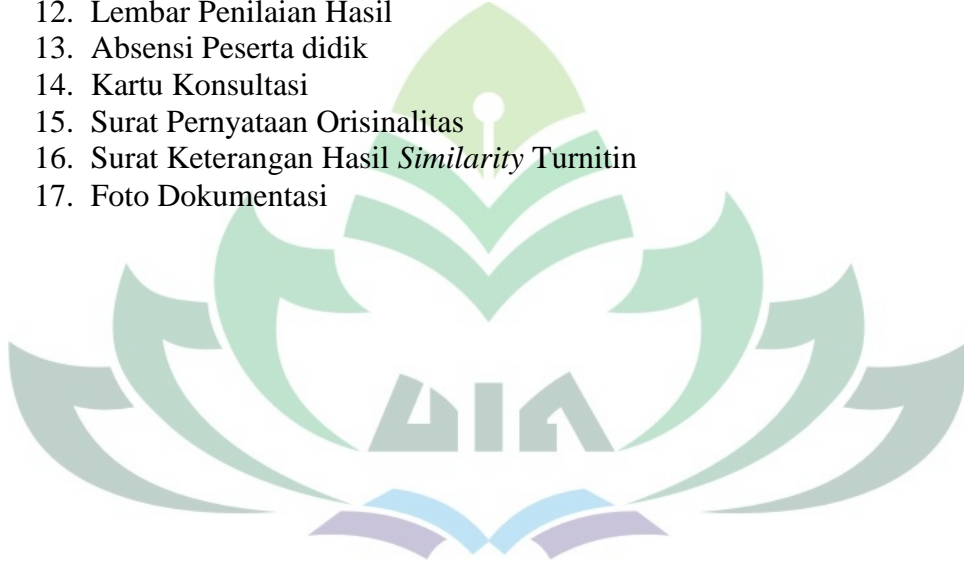 12. Lembar Penilaian Hasil
13. Absensi Peserta didik
14. Kartu Konsultasi
15. Surat Pernyataan Orisinalitas
16. Surat Keterangan Hasil Similarity Turnitin
17. Foto Dokumentasi
UIN